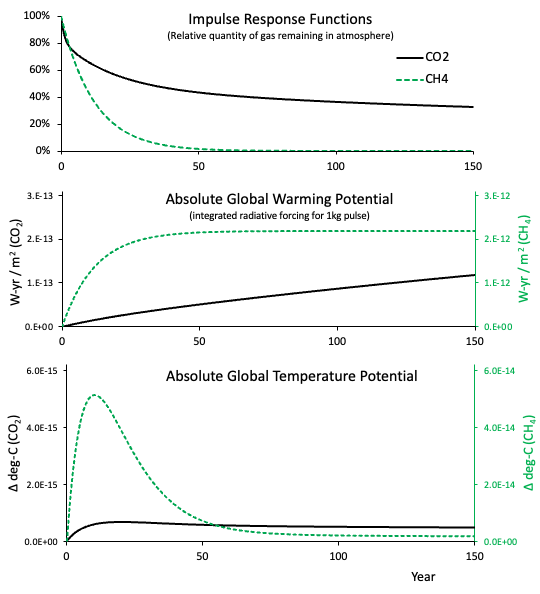 Impulse Response Functions
(Relative quantity of gas remaining in atmosphere)
100%
80%
60%
40%
20%
0%
CO2
CH4
0 50 100 150
Absolute Global Warming Potential
(integrated radiative forcing for 1kg pulse)
W-yr / m² (CO₂)
3.E-13
2.E-13
1.E-13
0.E+00
3.E-12
2.E-12
1.E-12
0.E+00
W-yr / m² (CH₄)
0 50 100 150
Absolute Global Temperature Potential
Δ deg-C (CO₂)
6.0E-15
4.0E-15
2.0E-15
0.0E+00
6.0E-14
4.0E-14
2.0E-14
0.0E+00
Δ deg-C (CH₄)
0 50 100 150
Year